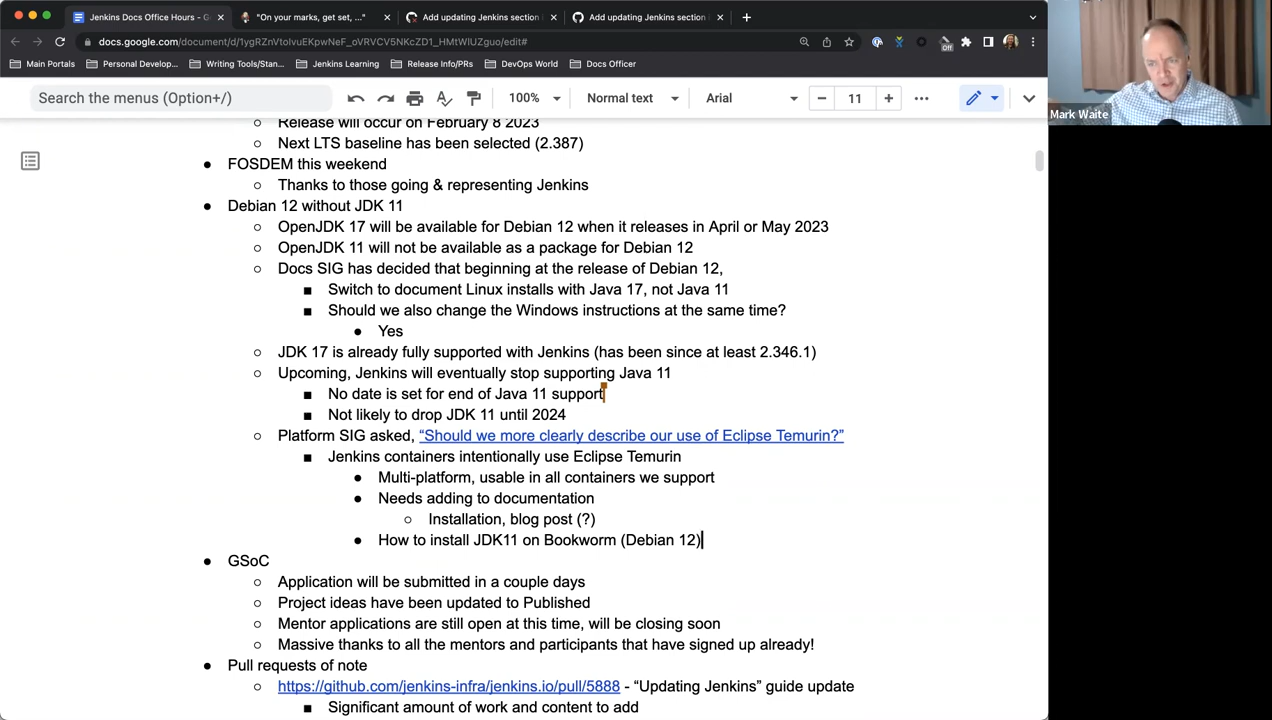 Jenkins Docs Office Hours - G
"On your marks, get set, ..."
Add updating Jenkins section
Add updating Jenkins section
docs.google.com/document/d/1ygRZnVtolvuEKpwNeF_oVRVCV5NKcZD1_HMtWlUZguo/edit#
Main Portals
Personal Develop...
Writing Tools/Stan...
Jenkins Learning
Release Info/PRs
DevOps World
Docs Officer
Search the menus (Option+/)
100%
Normal text
Arial
11
Mark Waite
Release will occur on February 8 2023
Next LTS baseline has been selected (2.387)
FOSDEM this weekend
Thanks to those going & representing Jenkins
Debian 12 without JDK 11
OpenJDK 17 will be available for Debian 12 when it releases in April or May 2023
OpenJDK 11 will not be available as a package for Debian 12
Docs SIG has decided that beginning at the release of Debian 12,
Switch to document Linux installs with Java 17, not Java 11
Should we also change the Windows instructions at the same time?
Yes
JDK 17 is already fully supported with Jenkins (has been since at least 2.346.1)
Upcoming, Jenkins will eventually stop supporting Java 11
No date is set for end of Java 11 support
Not likely to drop JDK 11 until 2024
Platform SIG asked, “Should we more clearly describe our use of Eclipse Temurin?”
Jenkins containers intentionally use Eclipse Temurin
Multi-platform, usable in all containers we support
Needs adding to documentation
Installation, blog post (?)
How to install JDK11 on Bookworm (Debian 12)
GSoC
Application will be submitted in a couple days
Project ideas have been updated to Published
Mentor applications are still open at this time, will be closing soon
Massive thanks to all the mentors and participants that have signed up already!
Pull requests of note
https://github.com/jenkins-infra/jenkins.io/pull/5888 - “Updating Jenkins” guide update
Significant amount of work and content to add